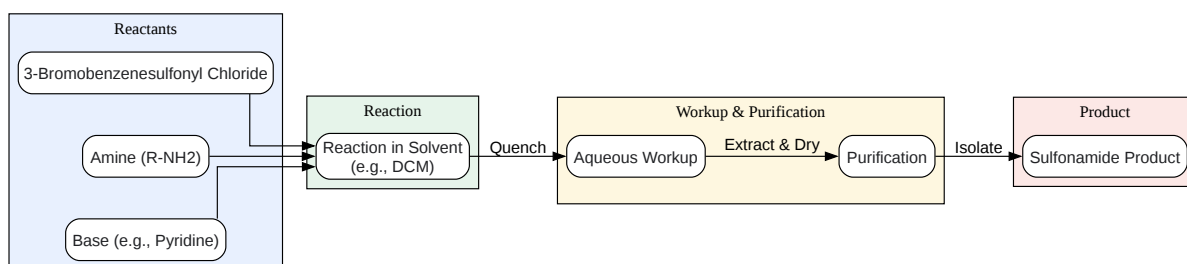 Reactants
3-Bromobenzenesulfonyl Chloride
Amine (R-NH2)
Base (e.g., Pyridine)
Reaction
Reaction in Solvent
(e.g., DCM)
Quench
Workup & Purification
Aqueous Workup
Extract & Dry
Purification
Isolate
Product
Sulfonamide Product